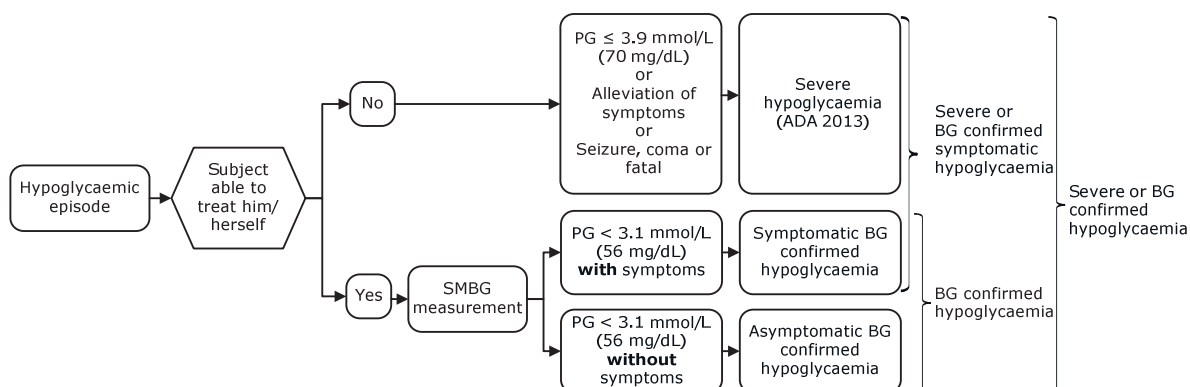 Hypoglycaemic
episode
Subject
able to
treat him/
herself
No
PG ≤ 3.9 mmol/L
(70 mg/dL)
or
Alleviation of
symptoms
or
Seizure, coma or
fatal
Severe
hypoglycaemia
(ADA 2013)
Yes
SMBG
measurement
PG < 3.1 mmol/L
(56 mg/dL)
with symptoms
Symptomatic BG
confirmed
hypoglycaemia
PG < 3.1 mmol/L
(56 mg/dL)
without
symptoms
Asymptomatic BG
confirmed
hypoglycaemia
Severe or
BG confirmed
symptomatic
hypoglycaemia
BG confirmed
hypoglycaemia
Severe or BG
confirmed
hypoglycaemia